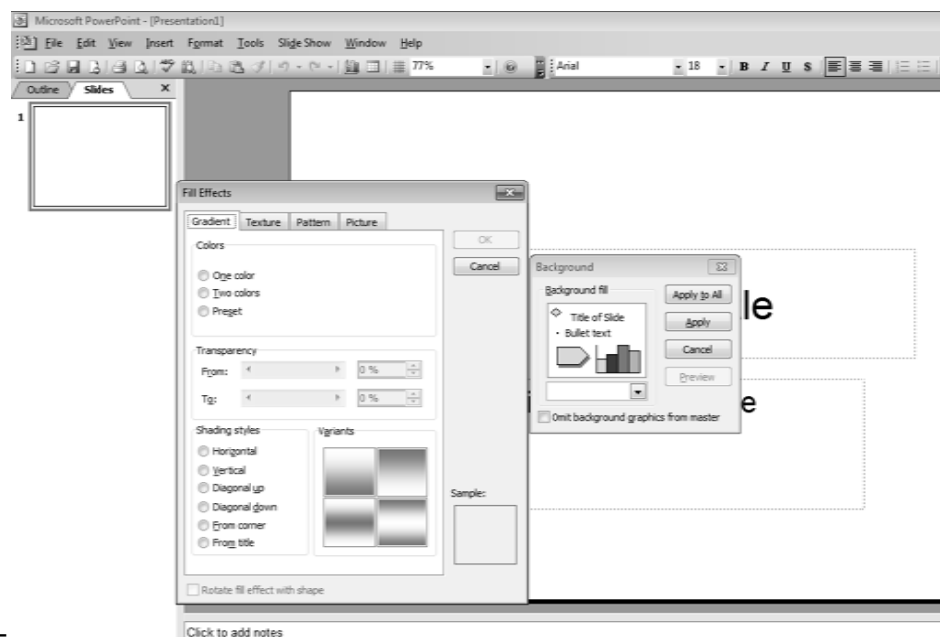 Microsoft PowerPoint - [Presentation1]
File Edit View Insert Format Tools Slide Show Window Help
77% Arial 18 B I U S
Outline Slides X
1
Fill Effects
Gradient Texture Pattern Picture
Colors
One color
Two colors
Preset
Transparency
From: 0 %
To: 0 %
Shading styles
Horizontal
Vertical
Diagonal up
Diagonal down
From corner
From title
Variants
OK
Cancel
Sample:
Rotate fill effect with shape
Background
Background fill
Title of Slide
• Bullet text
Apply to All
Apply
Cancel
Preview
Omit background graphics from master
le
e
Click to add notes